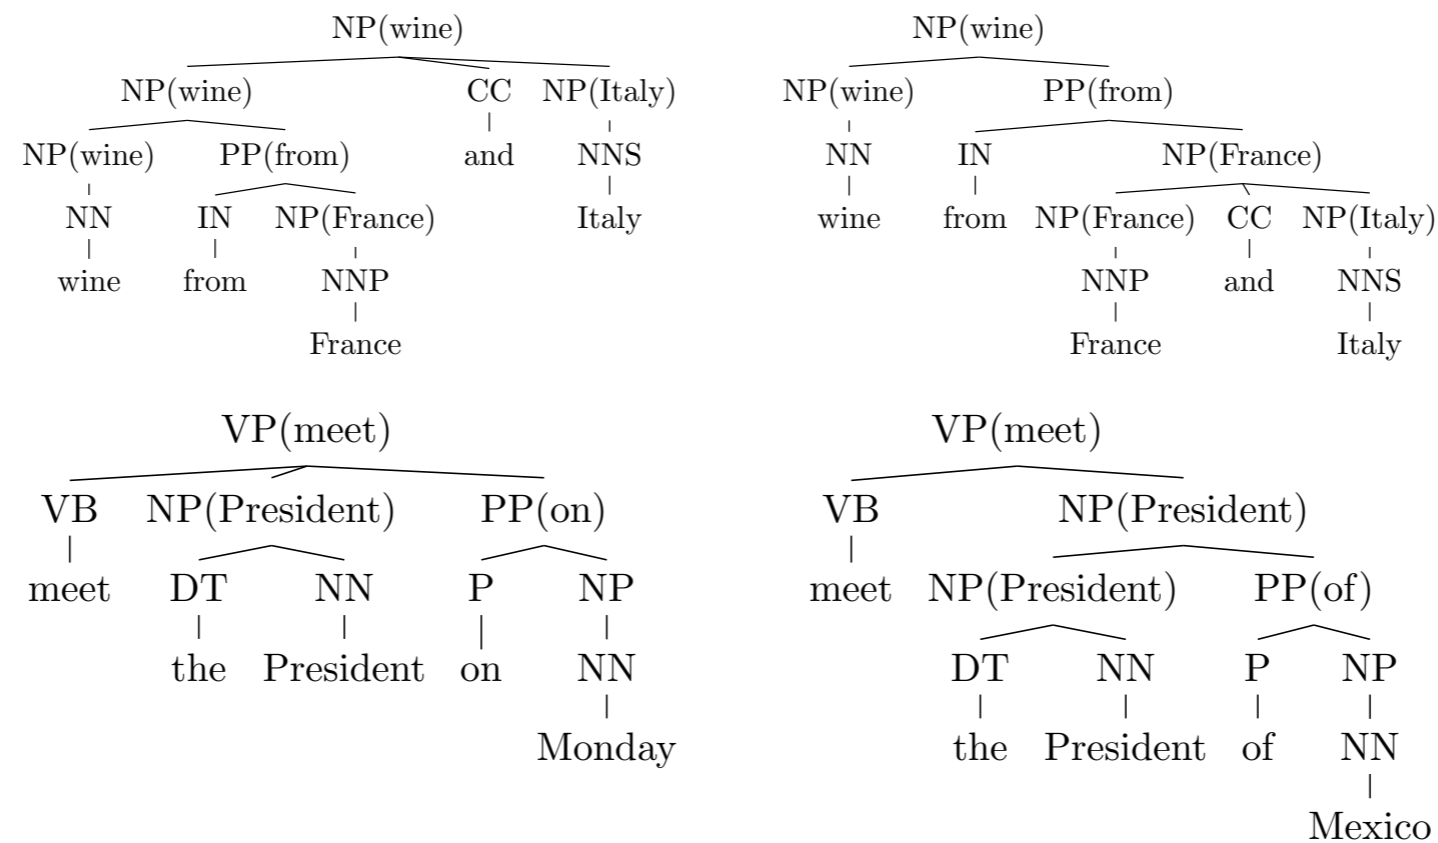 NP(wine)
NP(wine) CC NP(Italy)
NP(wine) PP(from) and NNS
NN IN NP(France) Italy
wine from NNP
France
NP(wine)
NP(wine) PP(from)
NN IN NP(France)
wine from NP(France) CC NP(Italy)
NNP and NNS
France Italy
VP(meet)
VB NP(President) PP(on)
meet DT NN P NP
the President on NN
Monday
VP(meet)
VB NP(President)
meet NP(President) PP(of)
DT NN P NP
the President of NN
Mexico